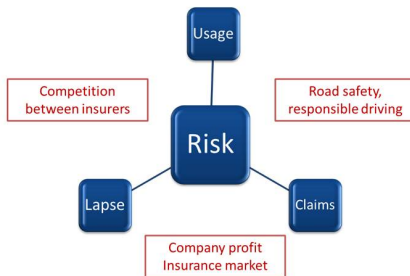 Usage
Competition
between insurers
Road safety,
responsible driving
Risk
Lapse
Claims
Company profit
Insurance market